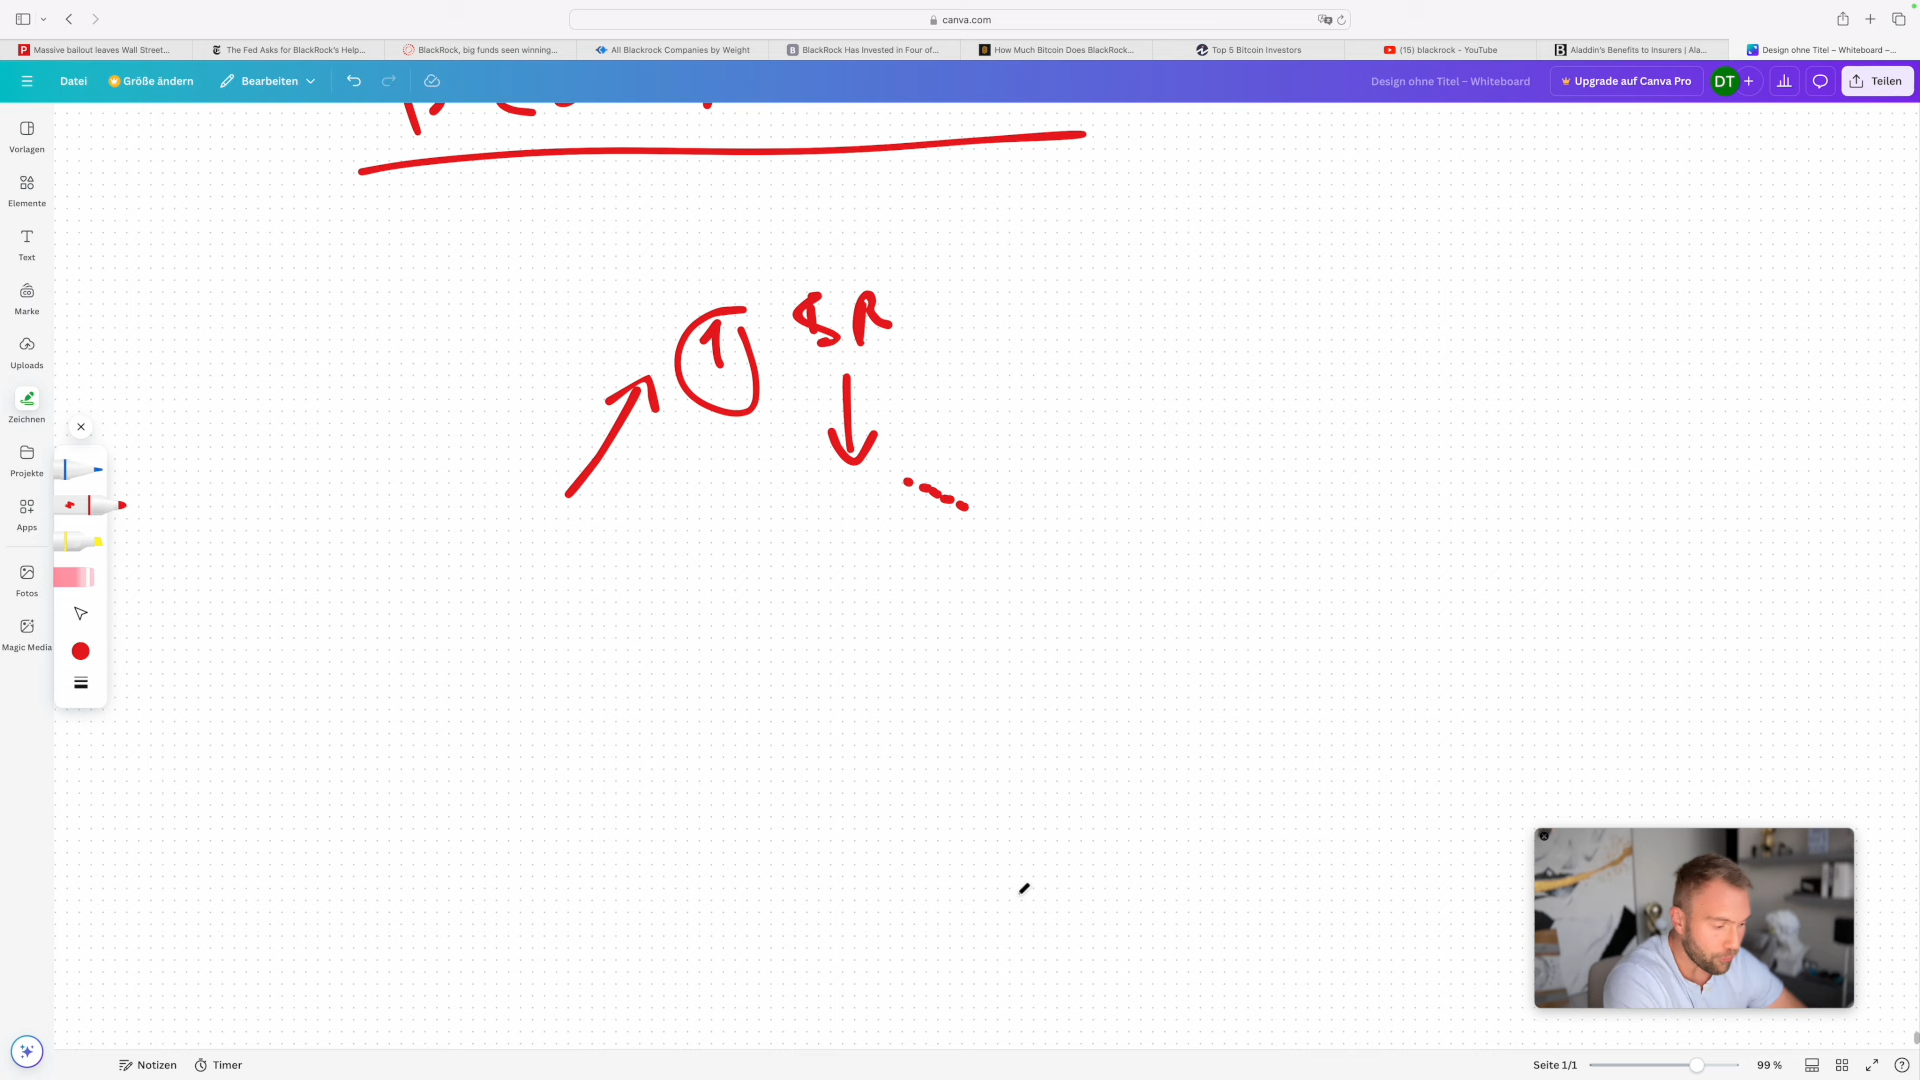 canva.com
Massive bailout leaves Wall Street...
The Fed Asks for BlackRock's Help...
BlackRock, big funds seen winning...
All Blackrock Companies by Weight
BlackRock Has Invested in Four of...
How Much Bitcoin Does BlackRock...
Top 5 Bitcoin Investors
(15) blackrock - YouTube
Aladdin's Benefits to Insurers | Ala...
Design ohne Titel – Whiteboard –...
Datei
Größe ändern
Bearbeiten
Design ohne Titel – Whiteboard
Upgrade auf Canva Pro
DT
Teilen
Vorlagen
Elemente
Text
Marke
Uploads
Zeichnen
Projekte
Apps
Fotos
Magic Media
1
SR
Notizen
Timer
Seite 1/1
99 %